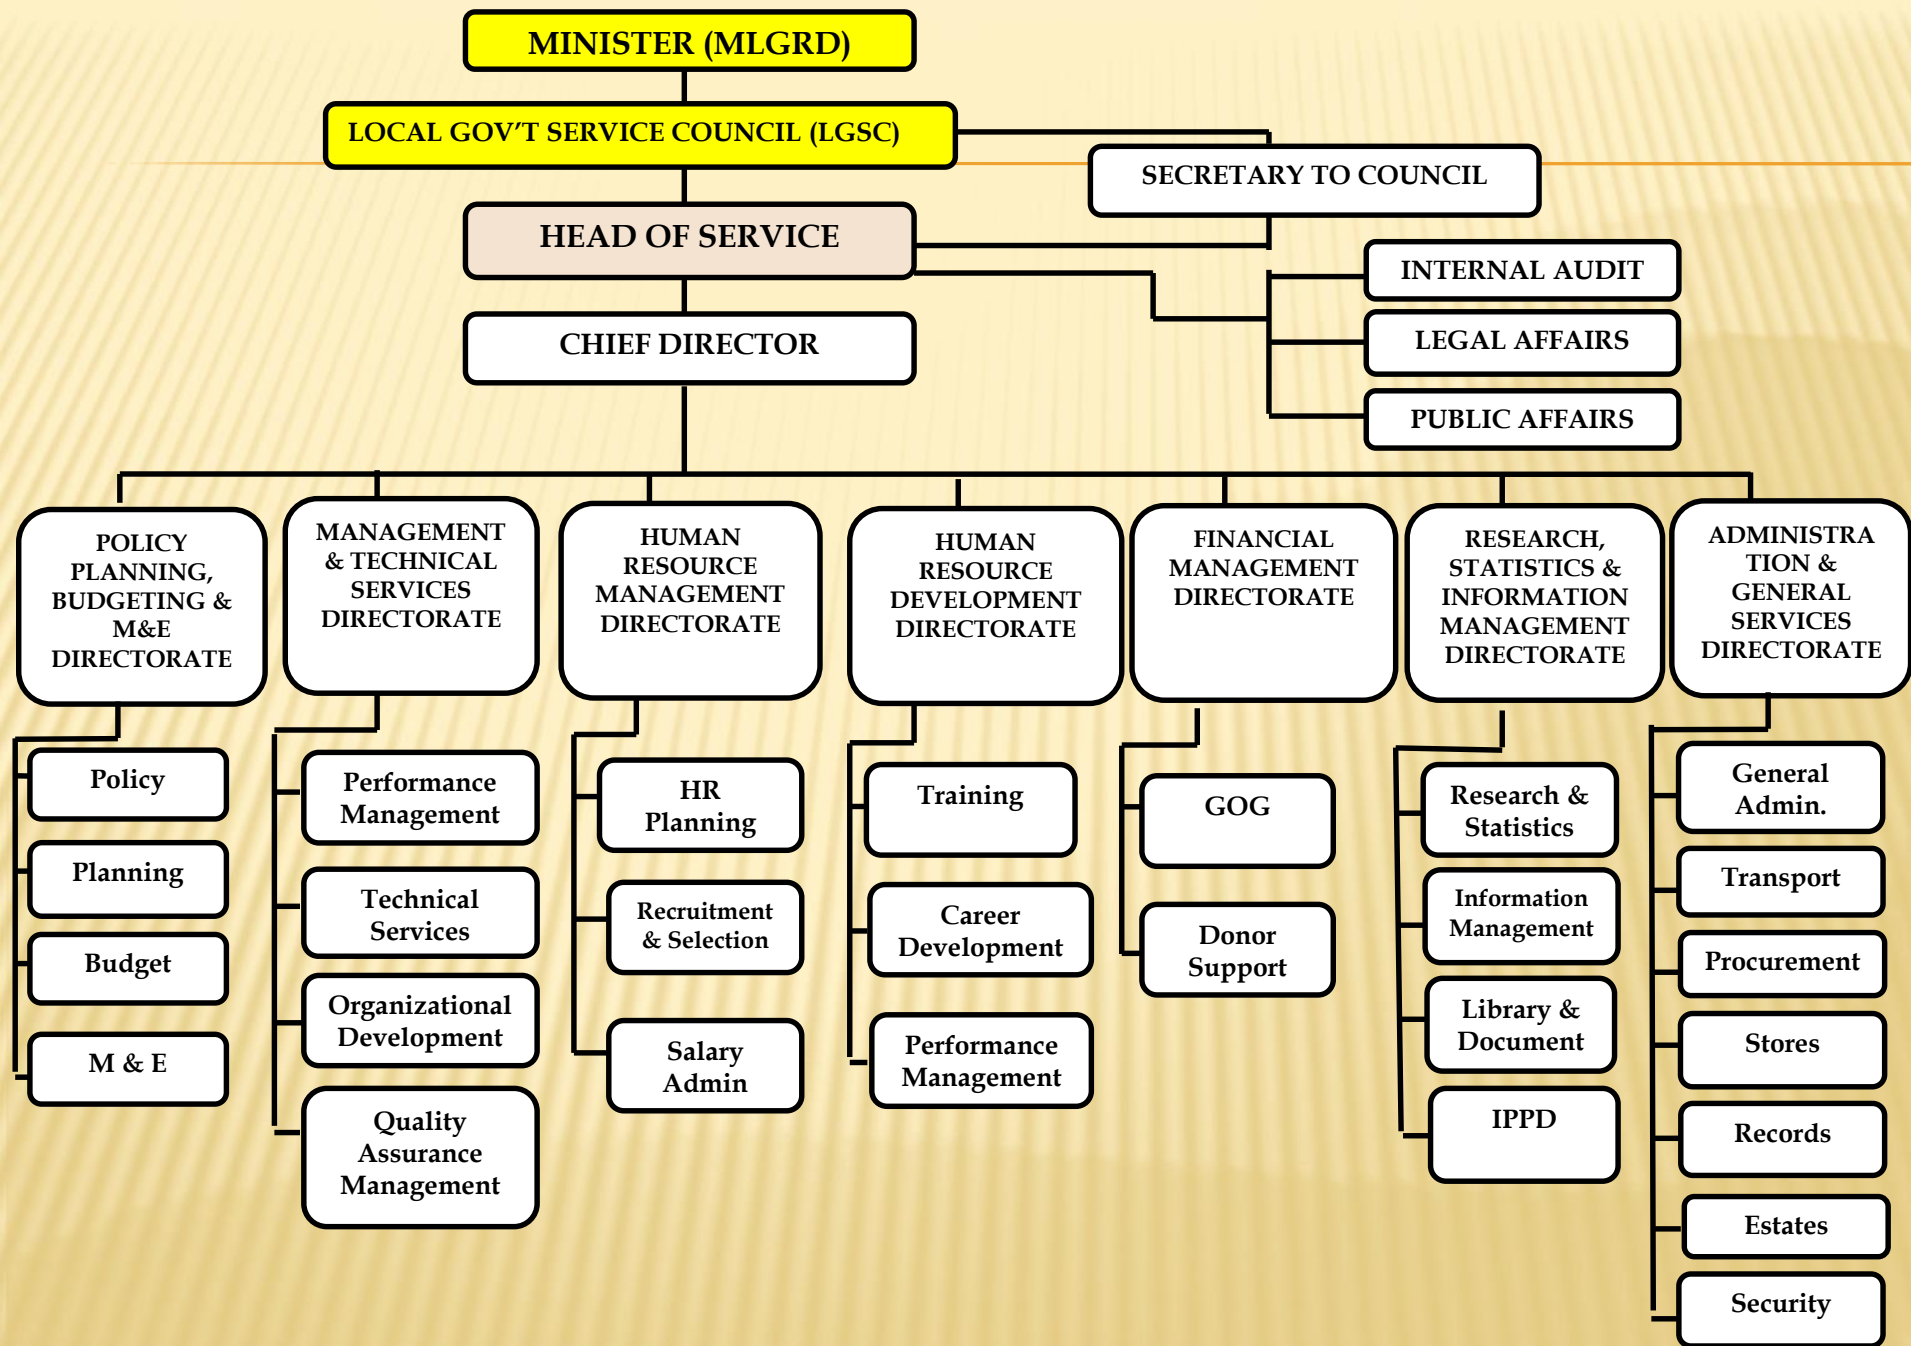 MINISTER (MLGRD)
LOCAL GOV'T SERVICE COUNCIL (LGSC)
SECRETARY TO COUNCIL
HEAD OF SERVICE
INTERNAL AUDIT
LEGAL AFFAIRS
PUBLIC AFFAIRS
CHIEF DIRECTOR
POLICY
PLANNING,
BUDGETING &
M&E
DIRECTORATE
Policy
Planning
Budget
M & E
MANAGEMENT
& TECHNICAL
SERVICES
DIRECTORATE
Performance
Management
Technical
Services
Organizational
Development
Quality
Assurance
Management
HUMAN
RESOURCE
MANAGEMENT
DIRECTORATE
HR
Planning
Recruitment
& Selection
Salary
Admin
HUMAN
RESOURCE
DEVELOPMENT
DIRECTORATE
Training
Career
Development
Performance
Management
FINANCIAL
MANAGEMENT
DIRECTORATE
GOG
Donor
Support
RESEARCH,
STATISTICS &
INFORMATION
MANAGEMENT
DIRECTORATE
Research &
Statistics
Information
Management
Library &
Document
IPPD
ADMINISTRA
TION &
GENERAL
SERVICES
DIRECTORATE
General
Admin.
Transport
Procurement
Stores
Records
Estates
Security